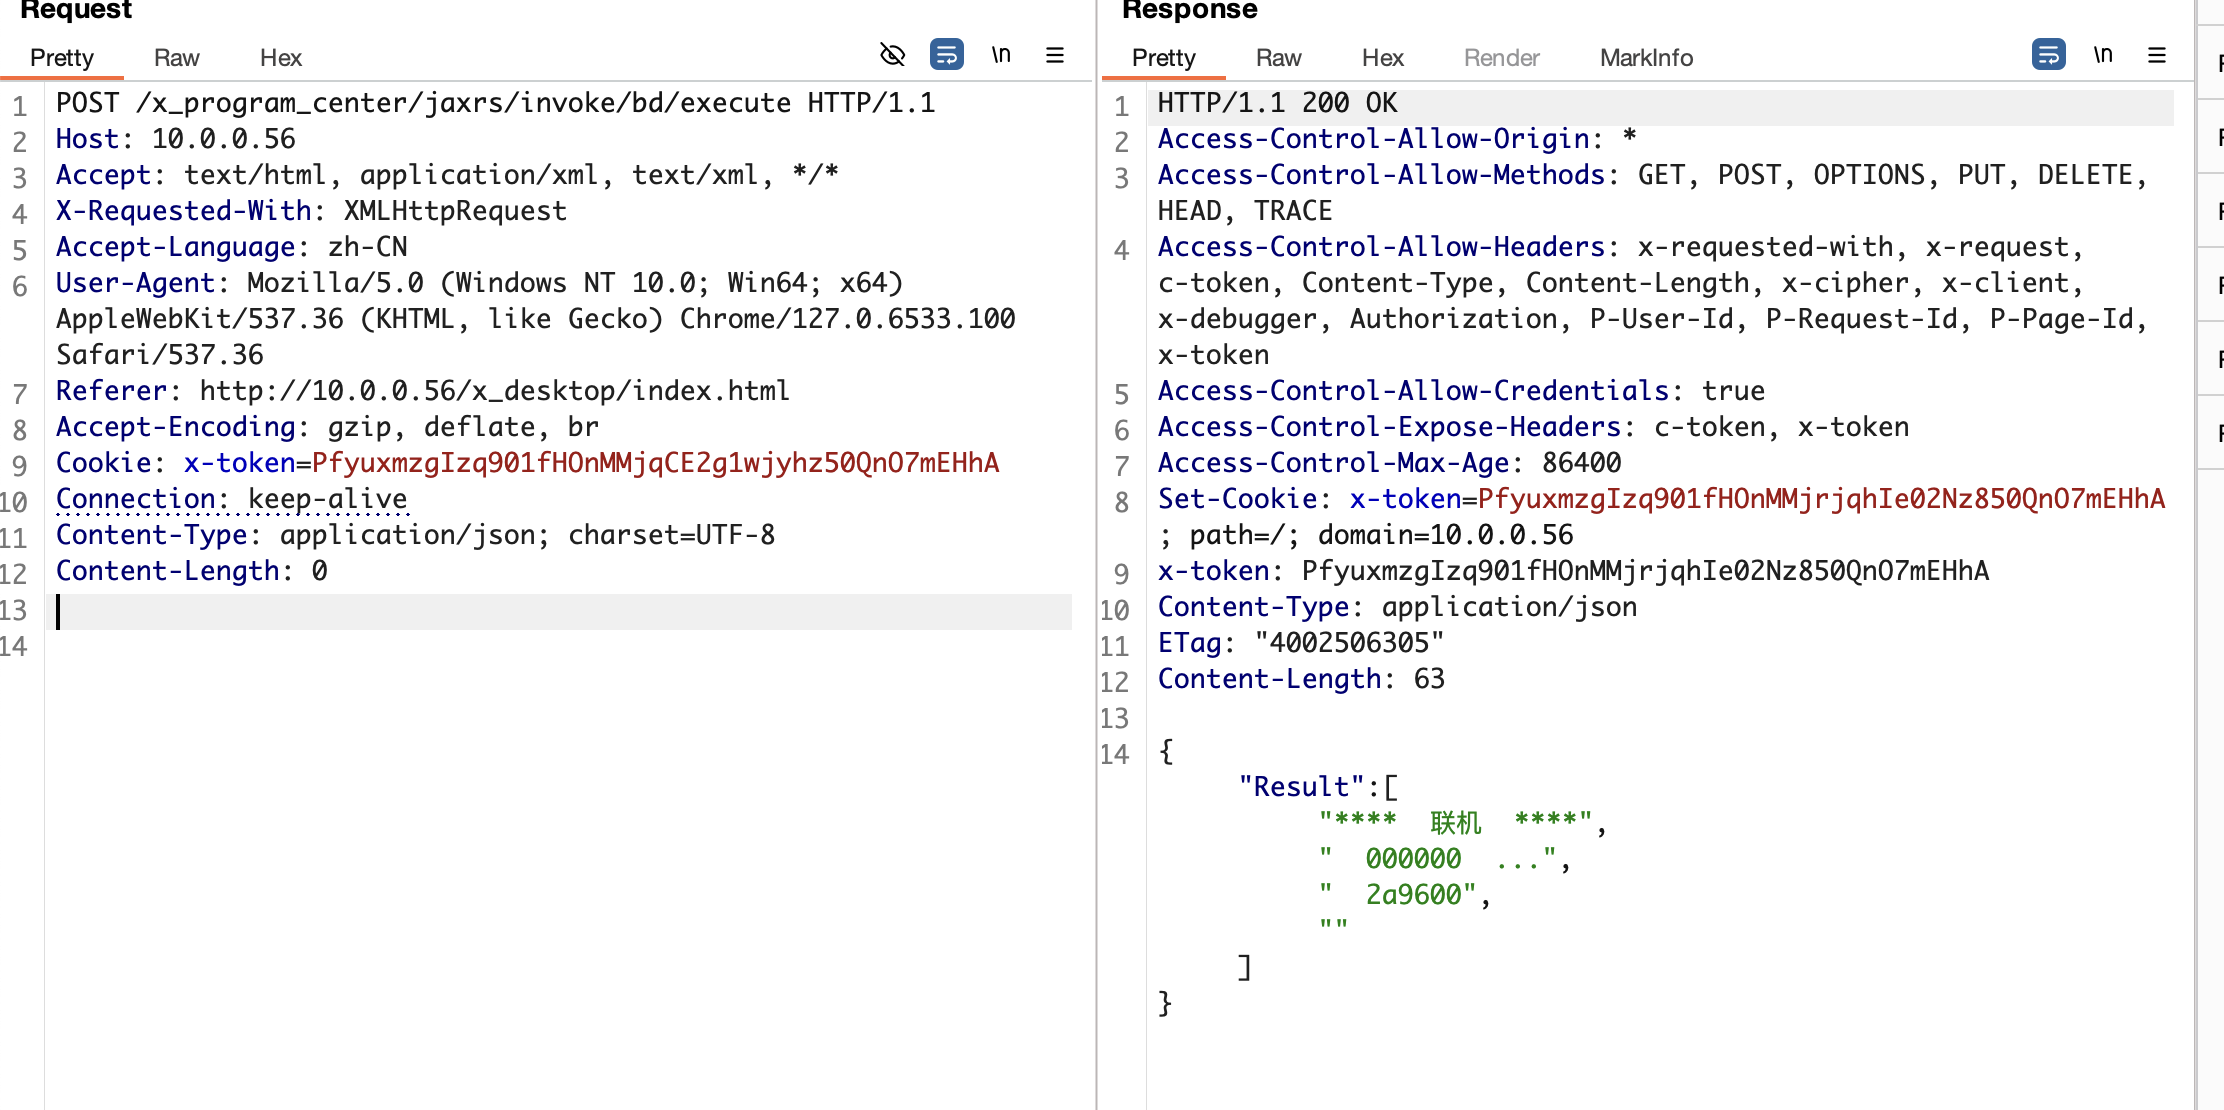 Request
Pretty Raw Hex \n
1 POST /x_program_center/jaxrs/invoke/bd/execute HTTP/1.1
2 Host: 10.0.0.56
3 Accept: text/html, application/xml, text/xml, */*
4 X-Requested-With: XMLHttpRequest
5 Accept-Language: zh-CN
6 User-Agent: Mozilla/5.0 (Windows NT 10.0; Win64; x64)
AppleWebKit/537.36 (KHTML, like Gecko) Chrome/127.0.6533.100
Safari/537.36
7 Referer: http://10.0.0.56/x_desktop/index.html
8 Accept-Encoding: gzip, deflate, br
9 Cookie: x-token=PfyuxmzgIzq901fHOnMMjqCE2g1wjyhz50QnO7mEHhA
10 Connection: keep-alive
11 Content-Type: application/json; charset=UTF-8
12 Content-Length: 0
13
14
Response
Pretty Raw Hex Render MarkInfo \n
1 HTTP/1.1 200 OK
2 Access-Control-Allow-Origin: *
3 Access-Control-Allow-Methods: GET, POST, OPTIONS, PUT, DELETE,
HEAD, TRACE
4 Access-Control-Allow-Headers: x-requested-with, x-request,
c-token, Content-Type, Content-Length, x-cipher, x-client,
x-debugger, Authorization, P-User-Id, P-Request-Id, P-Page-Id,
x-token
5 Access-Control-Allow-Credentials: true
6 Access-Control-Expose-Headers: c-token, x-token
7 Access-Control-Max-Age: 86400
8 Set-Cookie: x-token=PfyuxmzgIzq901fHOnMMjrjqhIe02Nz850QnO7mEHhA
; path=/; domain=10.0.0.56
9 x-token: PfyuxmzgIzq901fHOnMMjrjqhIe02Nz850QnO7mEHhA
10 Content-Type: application/json
11 ETag: "4002506305"
12 Content-Length: 63
13
14 {
"Result":[
"**** 联机 ****",
" 000000 ...",
" 2a9600",
""
]
}